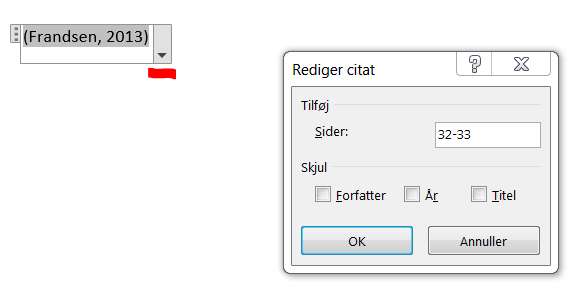 (Frandsen, 2013)
Rediger citat
Tilføj
Sider: 32-33
Skjul
Forfatter År Titel
OK Annuller